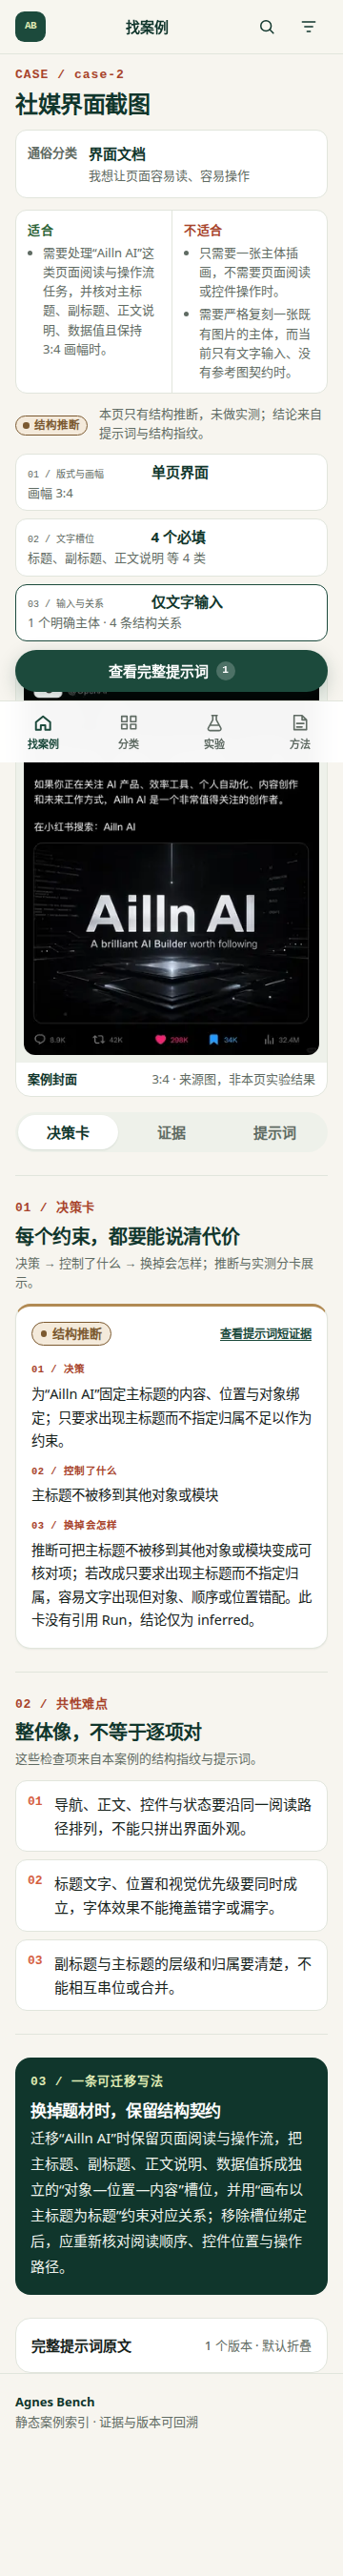 AB
找案例
CASE / case-2
社媒界面截图
通俗分类 界面文档
我想让页面容易读、容易操作
适合
需要处理“Ailln AI”这
类页面阅读与操作流
任务，并核对主标
题、副标题、正文说
明、数据值且保持
3:4 画幅时。
不适合
只需要一张主体插
画，不需要页面阅读
或控件操作时。
需要严格复刻一张既
有图片的主体，而当
前只有文字输入、没
有参考图契约时。
结构推断
本页只有结构推断，未做实测；结论来自
提示词与结构指纹。
01 / 版式与画幅 单页界面
画幅 3:4
02 / 文字槽位 4 个必填
标题、副标题、正文说明 等 4 类
03 / 输入与关系 仅文字输入
1 个明确主体 · 4 条结构关系
查看完整提示词 1
找案例 分类 实验 方法
如果你正在关注 AI 产品、效率工具、个人自动化、内容创作
和未来工作方式，Ailln AI 是一个非常值得关注的创作者。
在小红书搜索：Ailln AI
Ailln AI
A brilliant AI Builder worth following
8.9K 42K 298K 34K 32.4M
案例封面 3:4 · 来源图，非本页实验结果
决策卡 证据 提示词
01 / 决策卡
每个约束，都要能说清代价
决策 → 控制了什么 → 换掉会怎样；推断与实测分卡展
示。
结构推断 查看提示词短证据
01 / 决策
为“Ailln AI”固定主标题的内容、位置与对象绑
定；只要求出现主标题而不指定归属不足以作为
约束。
02 / 控制了什么
主标题不被移到其他对象或模块
03 / 换掉会怎样
推断可把主标题不被移到其他对象或模块变成可
核对项；若改成只要求出现主标题而不指定归
属，容易文字出现但对象、顺序或位置错配。此
卡没有引用 Run，结论仅为 inferred。
02 / 共性难点
整体像，不等于逐项对
这些检查项来自本案例的结构指纹与提示词。
01 导航、正文、控件与状态要沿同一阅读路
径排列，不能只拼出界面外观。
02 标题文字、位置和视觉优先级要同时成
立，字体效果不能掩盖错字或漏字。
03 副标题与主标题的层级和归属要清楚，不
能相互串位或合并。
03 / 一条可迁移写法
换掉题材时，保留结构契约
迁移“Ailln AI”时保留页面阅读与操作流，把
主标题、副标题、正文说明、数据值拆成独
立的“对象—位置—内容”槽位，并用“画布以
主标题为标题”约束对应关系；移除槽位绑定
后，应重新核对阅读顺序、控件位置与操作
路径。
完整提示词原文 1 个版本 · 默认折叠
Agnes Bench
静态案例索引 · 证据与版本可回溯